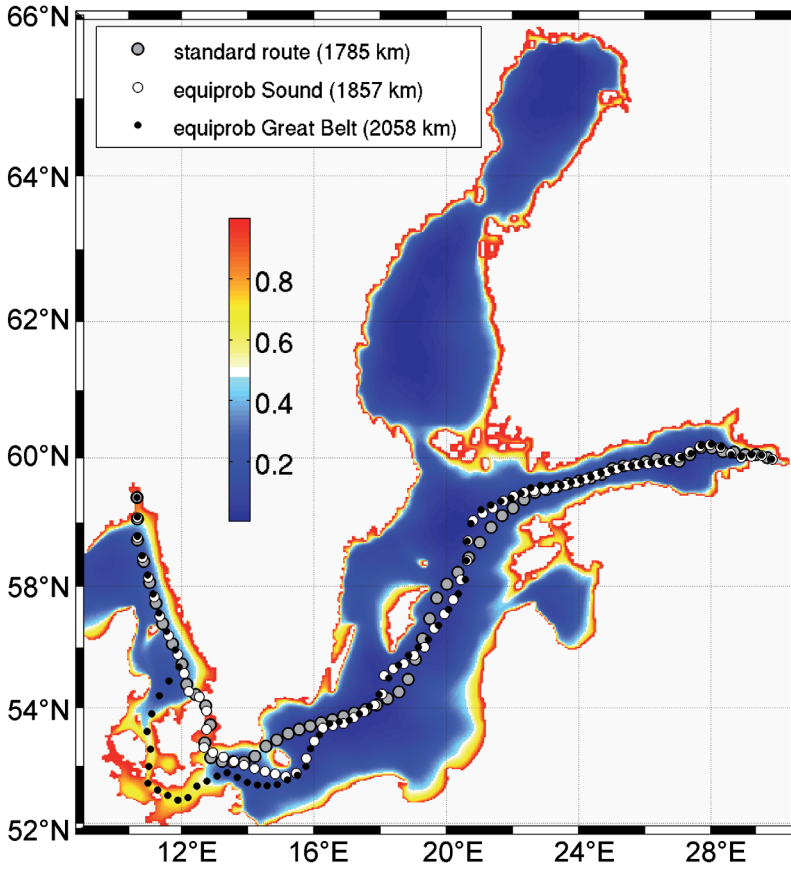 66°N
standard route (1785 km)
equiprob Sound (1857 km)
equiprob Great Belt (2058 km)
64°N
0.8
62°N
0.6
0.4
60°N
0.2
58°N
54°N
52°N
12°E 16°E 20°E 24°E 28°E